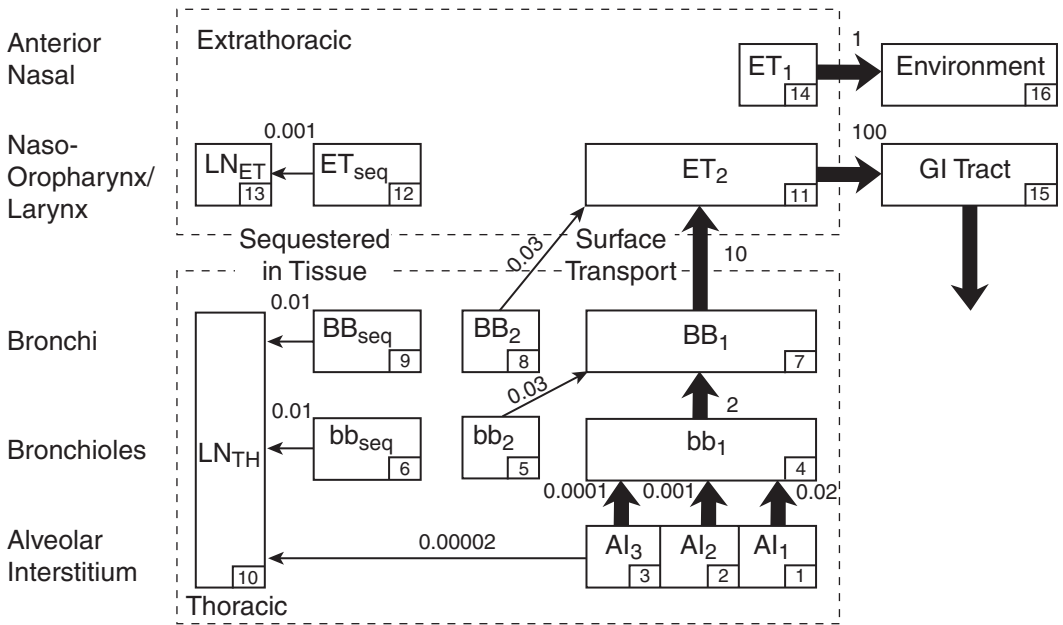 Anterior
Nasal
Extrathoracic
ET1
14
1
Environment
16
Naso-
Oropharynx/
Larynx
LNET
13
0.001
ETseq
12
ET2
11
100
GI Tract
15
Sequestered
in Tissue
0.03
Surface
Transport
10
Bronchi
0.01
BBseq
9
BB2
8
BB1
7
0.03
2
Bronchioles
LNTH
10
0.01
bbseq
6
bb2
5
bb1
4
0.0001
0.001
0.02
Alveolar
Interstitium
0.00002
AI3
3
AI2
2
AI1
1
Thoracic